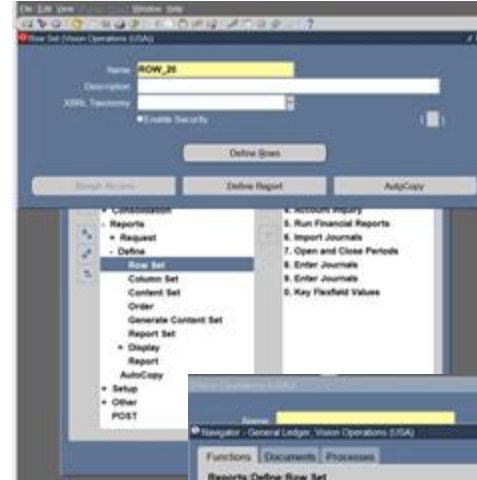 File Edit View Window Help
Row Set (Vision Operations (USA))
Name ROW_20
Description
XBRL Taxonomy
Enable Security
[ ]
Define Rows
Assign Access Define Report AutoCopy
+ Consolidation
- Reports
+ Request
- Define
Row Set
Column Set
Content Set
Order
Generate Content Set
Report Set
+ Display
Report
AutoCopy
+ Setup
+ Other
POST
4. Account Inquiry
5. Run Financial Reports
6. Import Journals
7. Open and Close Periods
8. Enter Journals
9. Enter Journals
0. Key Flexfield Values
Name
Navigator - General Ledger, Vision Operations (USA)
Functions Documents Processes
Reports:Define:Row Set